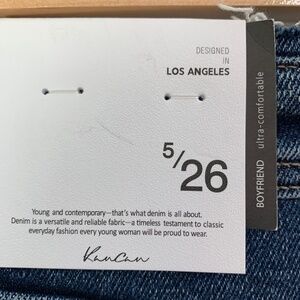 DESIGNED
IN
LOS ANGELES
5/26
Young and contemporary—that's what denim is all about.
Denim is a versatile and reliable fabric—a timeless testament to classic
everyday fashion every young woman will be proud to wear.
KanCan
BOYFRIEND ultra-comfortable